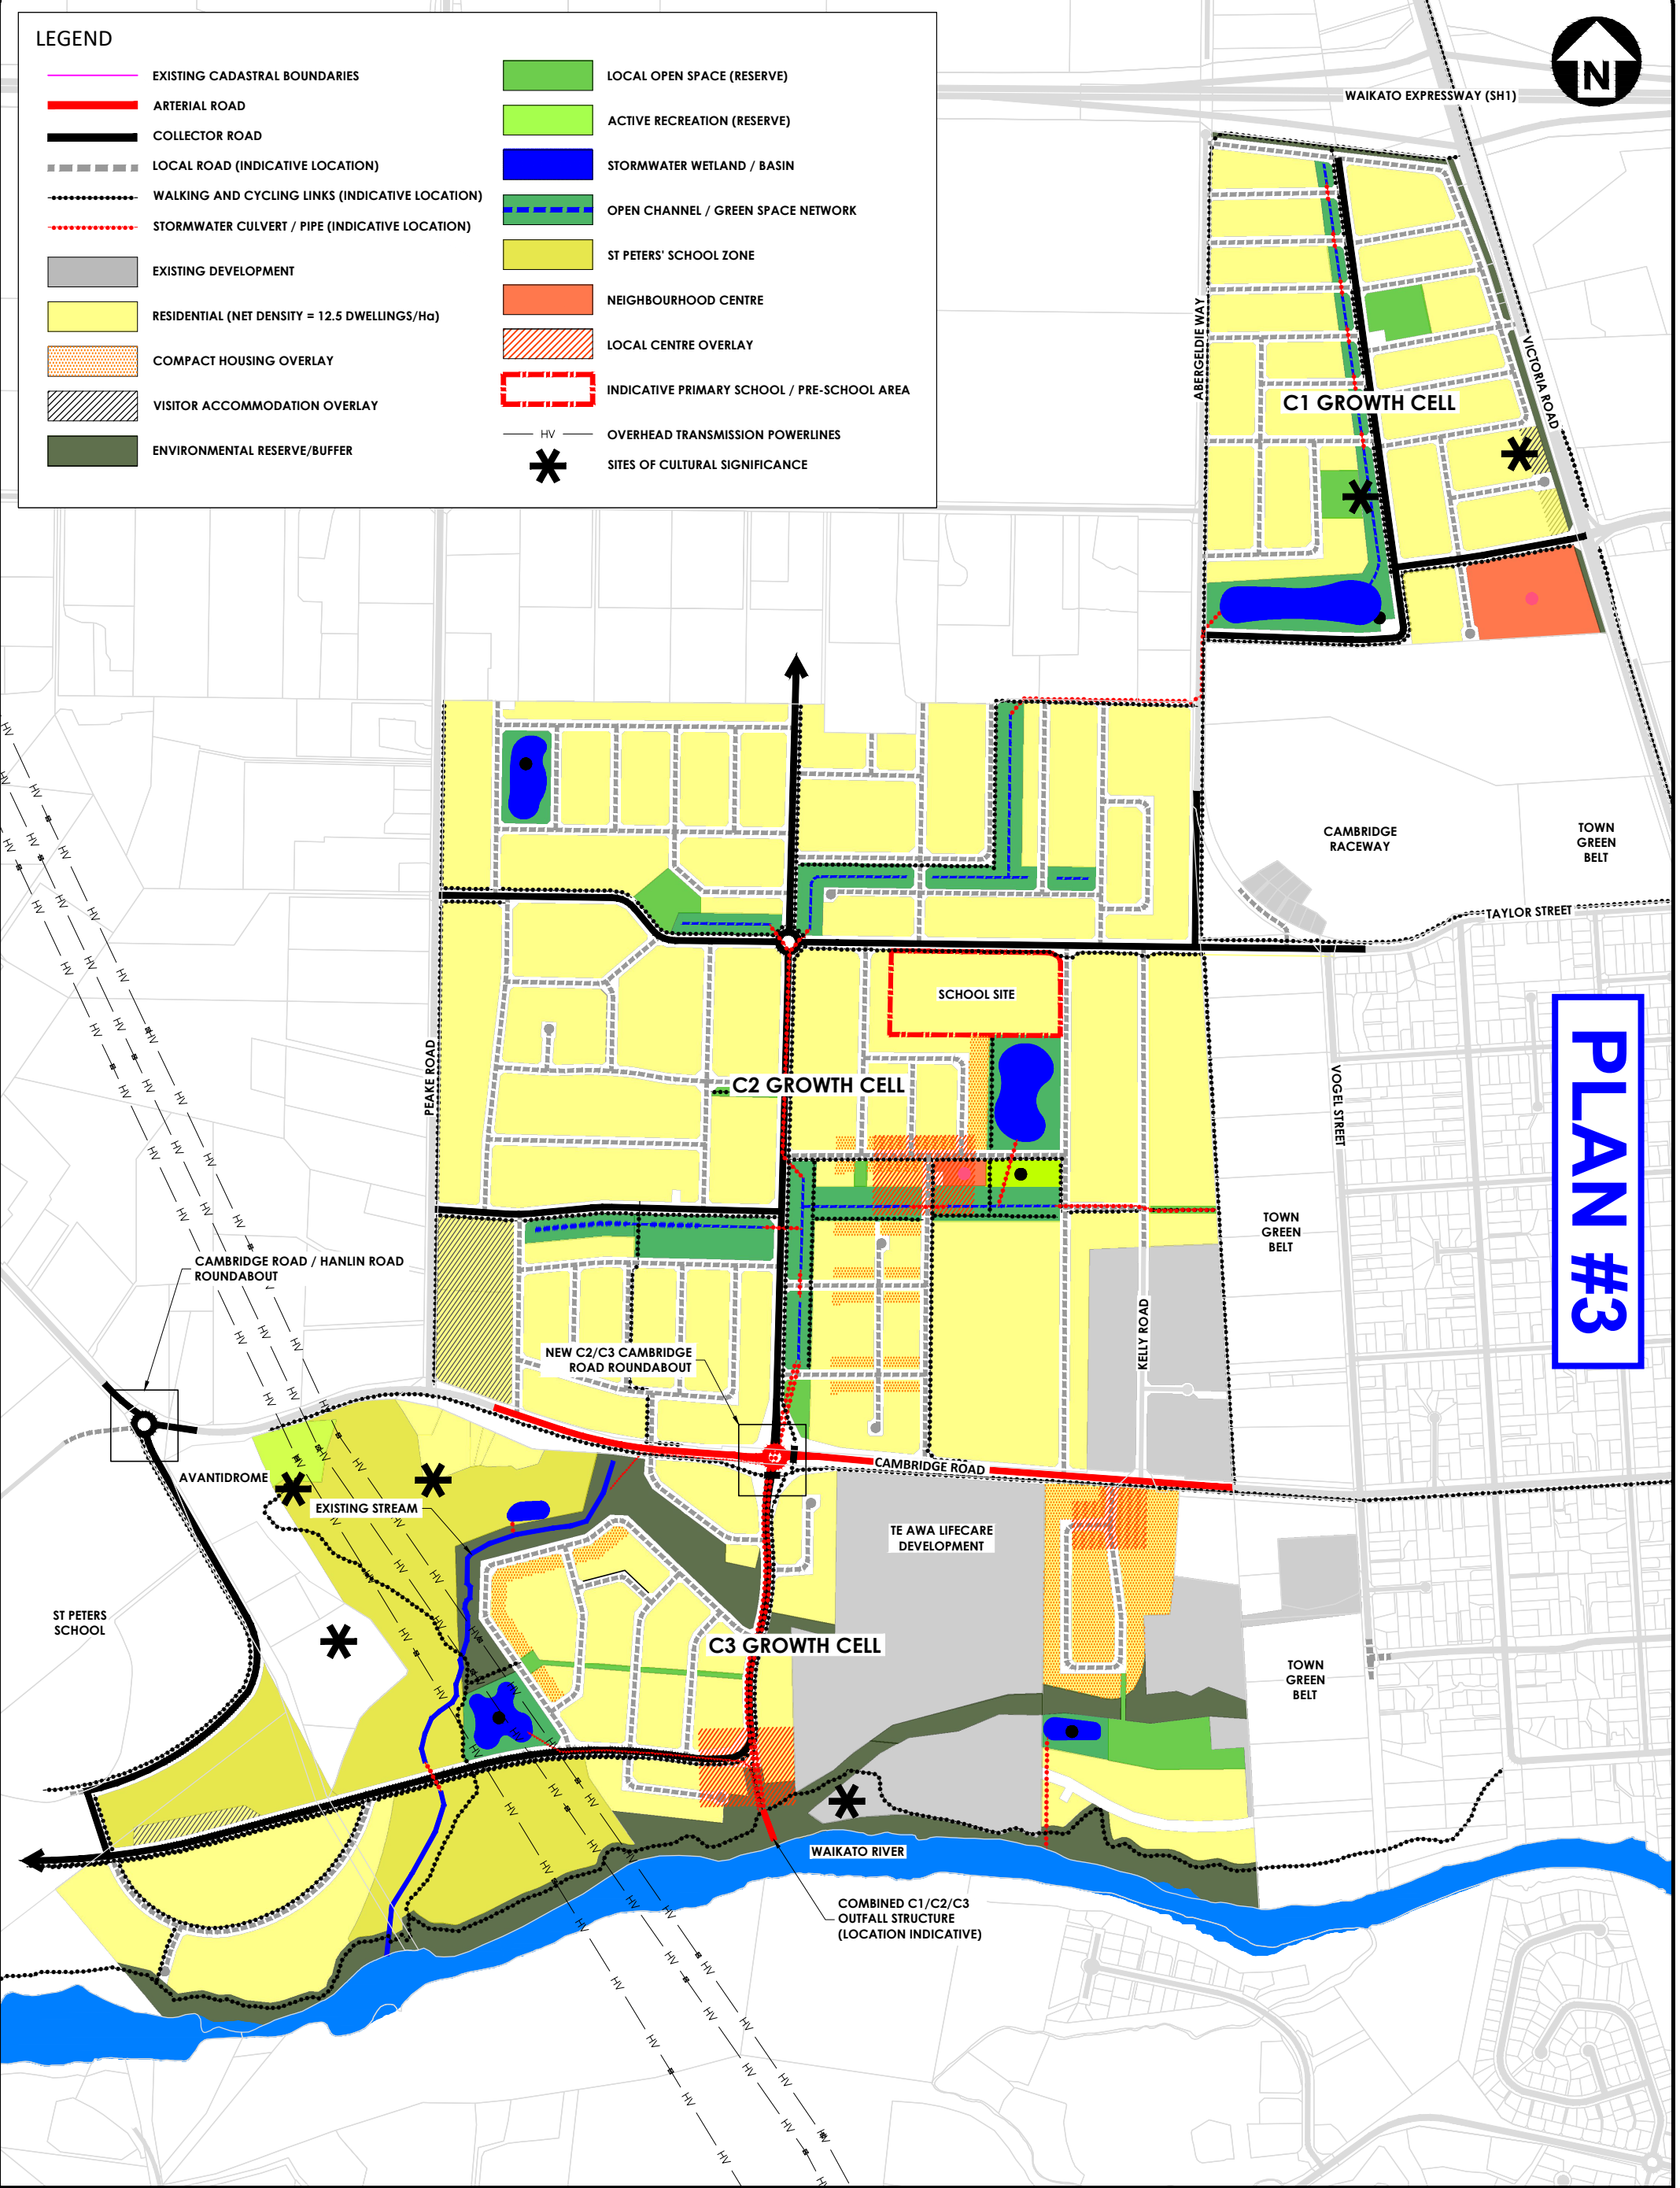 LEGEND
EXISTING CADASTRAL BOUNDARIES
ARTERIAL ROAD
COLLECTOR ROAD
LOCAL ROAD (INDICATIVE LOCATION)
WALKING AND CYCLING LINKS (INDICATIVE LOCATION)
STORMWATER CULVERT / PIPE (INDICATIVE LOCATION)
EXISTING DEVELOPMENT
RESIDENTIAL (NET DENSITY = 12.5 DWELLINGS/Ha)
COMPACT HOUSING OVERLAY
VISITOR ACCOMMODATION OVERLAY
ENVIRONMENTAL RESERVE/BUFFER
LOCAL OPEN SPACE (RESERVE)
ACTIVE RECREATION (RESERVE)
STORMWATER WETLAND / BASIN
OPEN CHANNEL / GREEN SPACE NETWORK
ST PETERS' SCHOOL ZONE
NEIGHBOURHOOD CENTRE
LOCAL CENTRE OVERLAY
INDICATIVE PRIMARY SCHOOL / PRE-SCHOOL AREA
HV
OVERHEAD TRANSMISSION POWERLINES
SITES OF CULTURAL SIGNIFICANCE
N
WAIKATO EXPRESSWAY (SH1)
ABERGELDIE WAY
VICTORIA ROAD
C1 GROWTH CELL
CAMBRIDGE
RACEWAY
TOWN
GREEN
BELT
TAYLOR STREET
SCHOOL SITE
PLAN #3
PEAKE ROAD
C2 GROWTH CELL
VOGEL STREET
TOWN
GREEN
BELT
CAMBRIDGE ROAD / HANLIN ROAD
ROUNDABOUT
KELLY ROAD
NEW C2/C3 CAMBRIDGE
ROAD ROUNDABOUT
CAMBRIDGE ROAD
AVANTIDROME
EXISTING STREAM
TE AWA LIFECARE
DEVELOPMENT
ST PETERS
SCHOOL
C3 GROWTH CELL
TOWN
GREEN
BELT
WAIKATO RIVER
COMBINED C1/C2/C3
OUTFALL STRUCTURE
(LOCATION INDICATIVE)